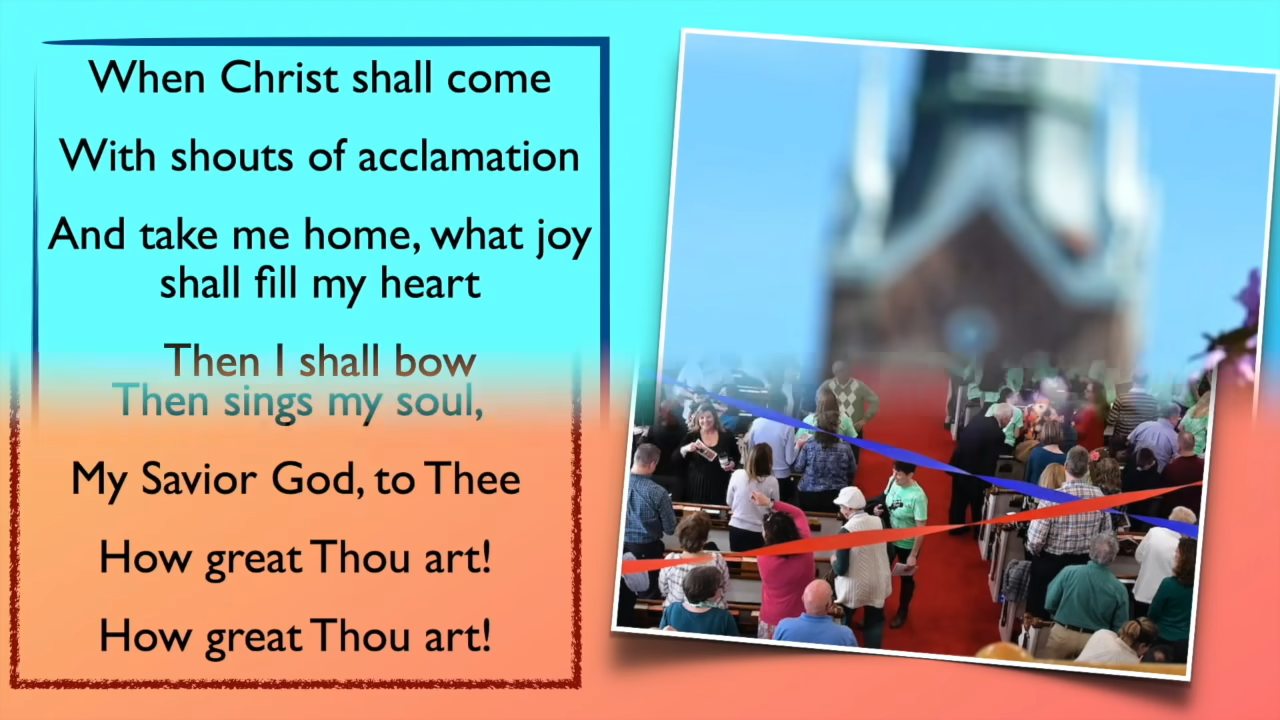 When Christ shall come
With shouts of acclamation
And take me home, what joy
shall fill my heart
Then I shall bow
Then sings my soul,
My Savior God, to Thee
How great Thou art!
How great Thou art!